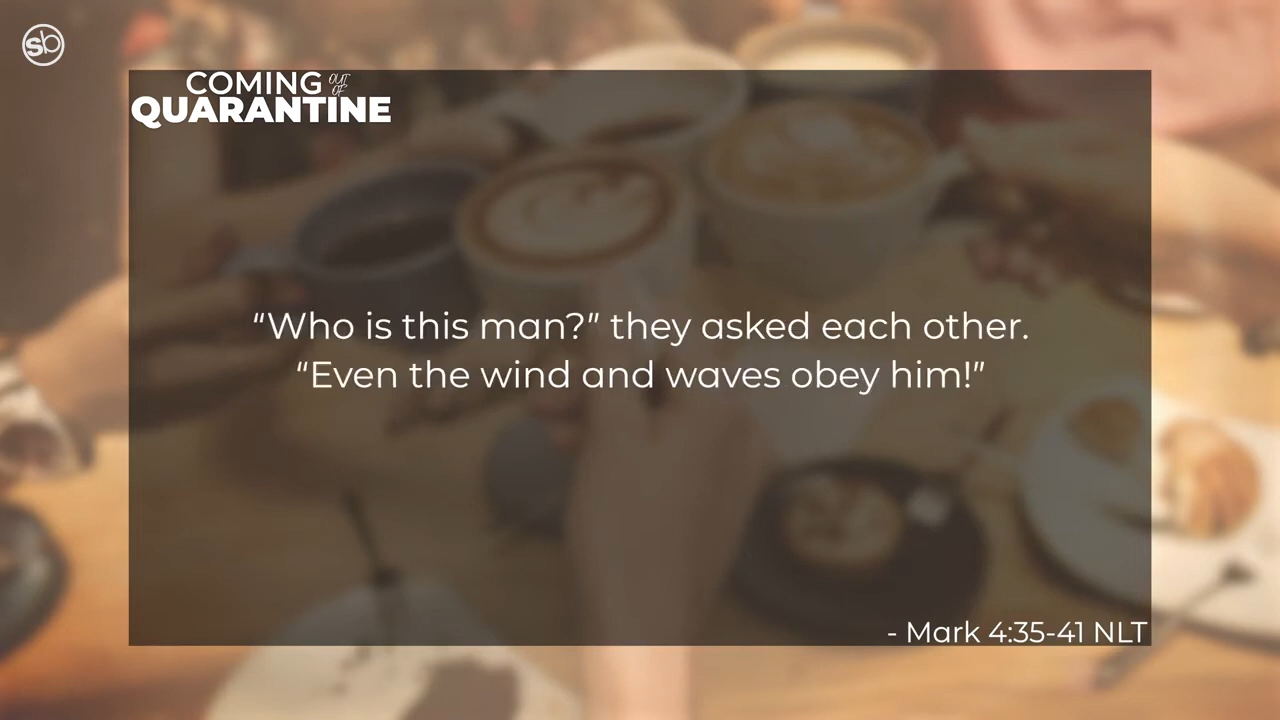 sb
COMING OUT OF
QUARANTINE
“Who is this man?” they asked each other.
“Even the wind and waves obey him!”
- Mark 4:35-41 NLT